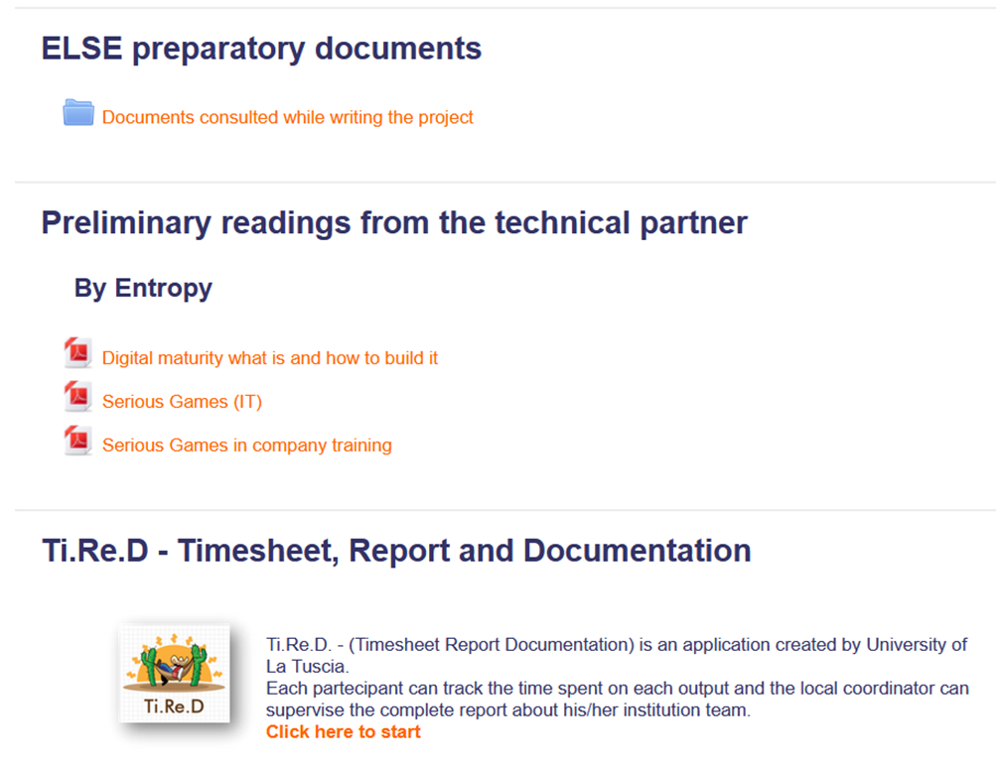 ELSE preparatory documents
Documents consulted while writing the project
Preliminary readings from the technical partner
By Entropy
Digital maturity what is and how to build it
Serious Games (IT)
Serious Games in company training
Ti.Re.D - Timesheet, Report and Documentation
Ti.Re.D
Ti.Re.D. - (Timesheet Report Documentation) is an application created by University of
La Tuscia.
Each partecipant can track the time spent on each output and the local coordinator can
supervise the complete report about his/her institution team.
Click here to start